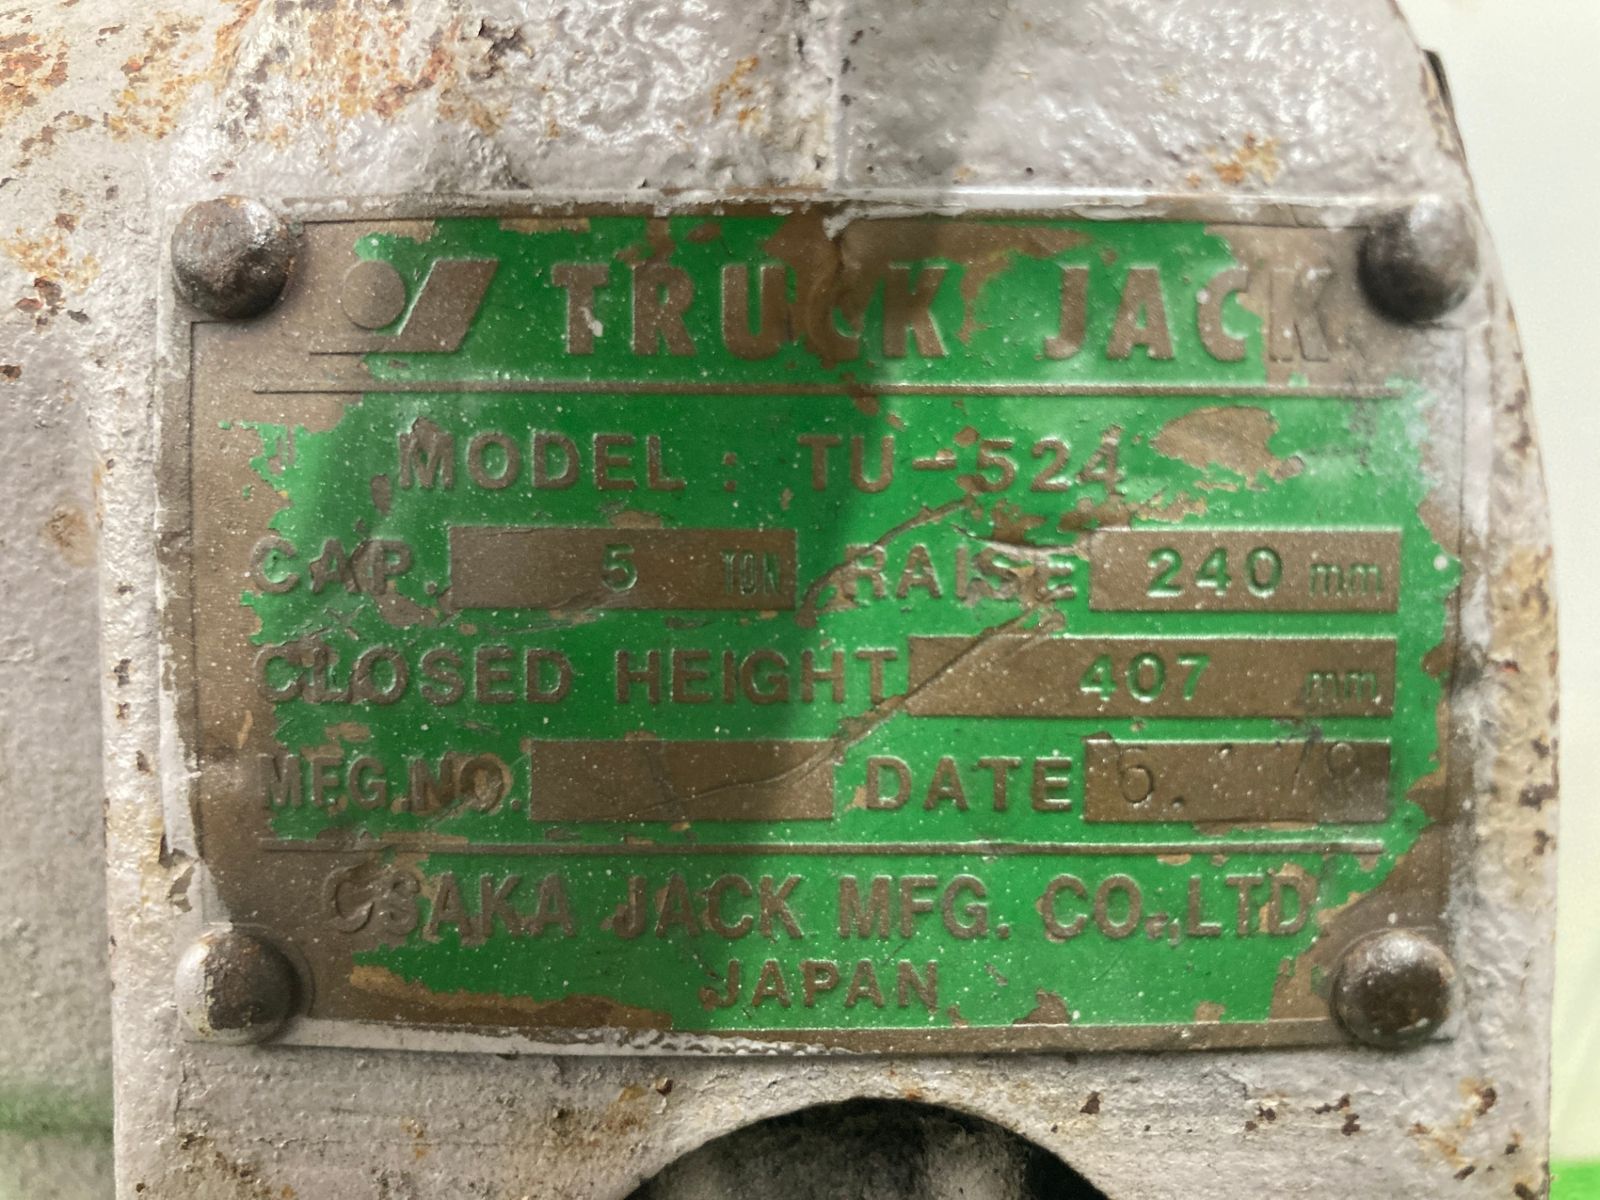 TRUCK JACK
MODEL : TU-524
CAP. 5 TON RAISE 240 mm
CLOSED HEIGHT 407 mm
MFG.NO. DATE 6.
OSAKA JACK MFG. CO.,LTD.
JAPAN